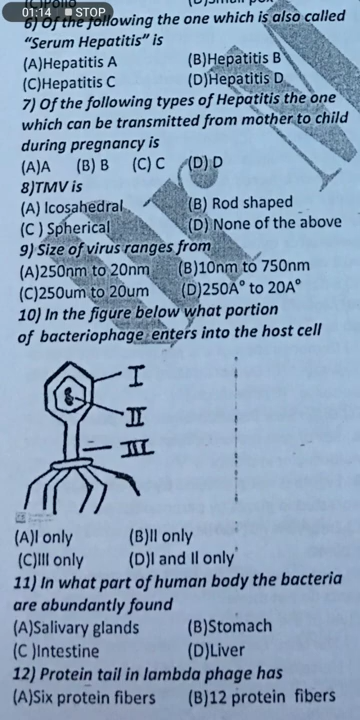 01:14 STOP
6) Of the following the one which is also called
"Serum Hepatitis" is
(A)Hepatitis A (B)Hepatitis B
(C)Hepatitis C (D)Hepatitis D
7) Of the following types of Hepatitis the one
which can be transmitted from mother to child
during pregnancy is
(A)A (B) B (C) C (D) D
8)TMV is
(A) Icosahedral (B) Rod shaped
(C ) Spherical (D) None of the above
9) Size of virus ranges from
(A)250nm to 20nm (B)10nm to 750nm
(C)250um to 20um (D)250A° to 20A°
10) In the figure below what portion
of bacteriophage enters into the host cell
I
II
III
(A)I only (B)II only
(C)III only (D)I and II only
11) In what part of human body the bacteria
are abundantly found
(A)Salivary glands (B)Stomach
(C )Intestine (D)Liver
12) Protein tail in lambda phage has
(A)Six protein fibers (B)12 protein fibers